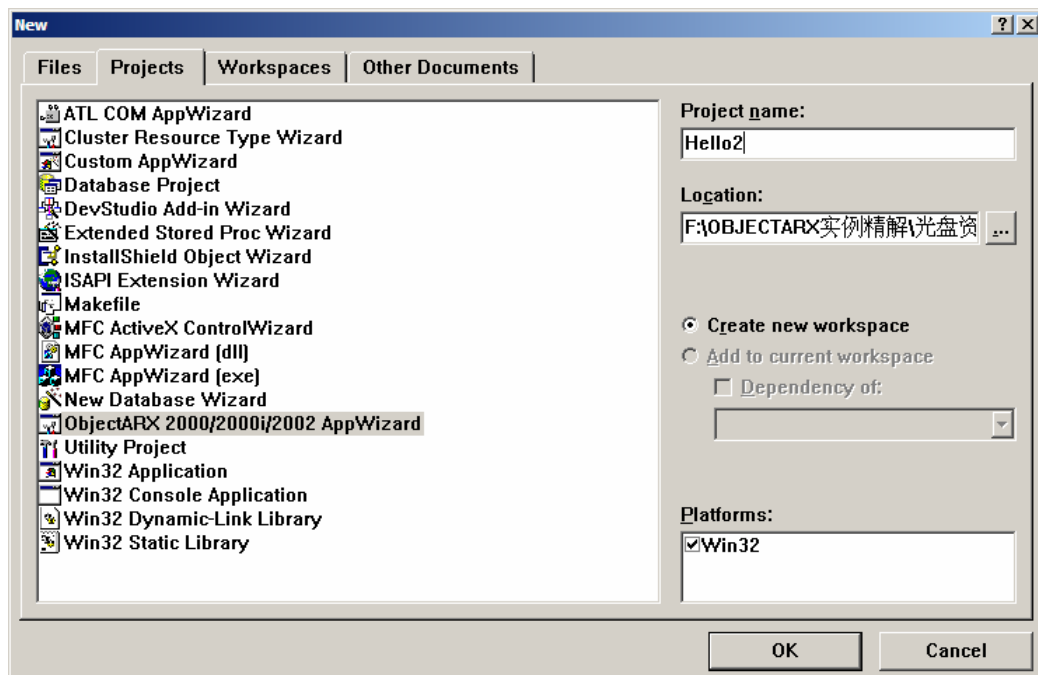 New
Files Projects Workspaces Other Documents
ATL COM AppWizard
Cluster Resource Type Wizard
Custom AppWizard
Database Project
DevStudio Add-in Wizard
Extended Stored Proc Wizard
InstallShield Object Wizard
ISAPI Extension Wizard
Makefile
MFC ActiveX ControlWizard
MFC AppWizard (dll)
MFC AppWizard (exe)
New Database Wizard
ObjectARX 2000/2000i/2002 AppWizard
Utility Project
Win32 Application
Win32 Console Application
Win32 Dynamic-Link Library
Win32 Static Library
Project name:
Hello2
Location:
F:\OBJECTARX实例精解\光盘资
...
Create new workspace
Add to current workspace
Dependency of:
Platforms:
Win32
OK Cancel